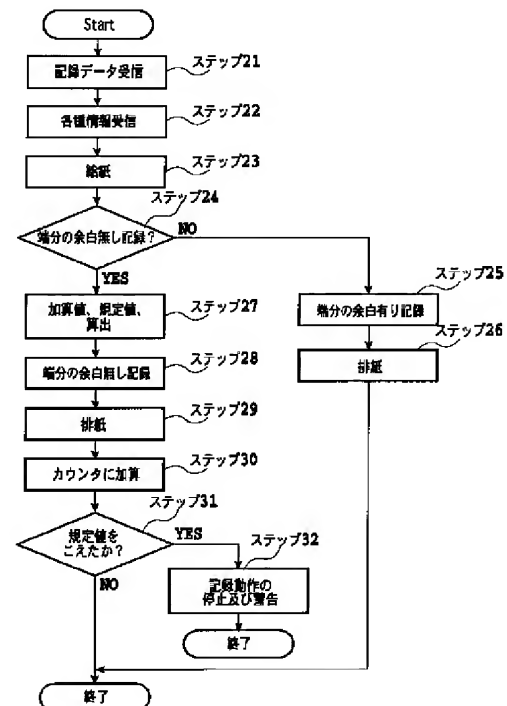 Start
記録データ受信
ステップ21
各種情報受信
ステップ22
給紙
ステップ23
端分の余白無し記録?
ステップ24
NO
YES
端分の余白有り記録
ステップ25
排紙
ステップ26
加算値、規定値、
算出
ステップ27
端分の余白無し記録
ステップ28
排紙
ステップ29
カウンタに加算
ステップ30
規定値を
こえたか?
ステップ31
YES
NO
記録動作の
停止及び警告
ステップ32
終了
終了